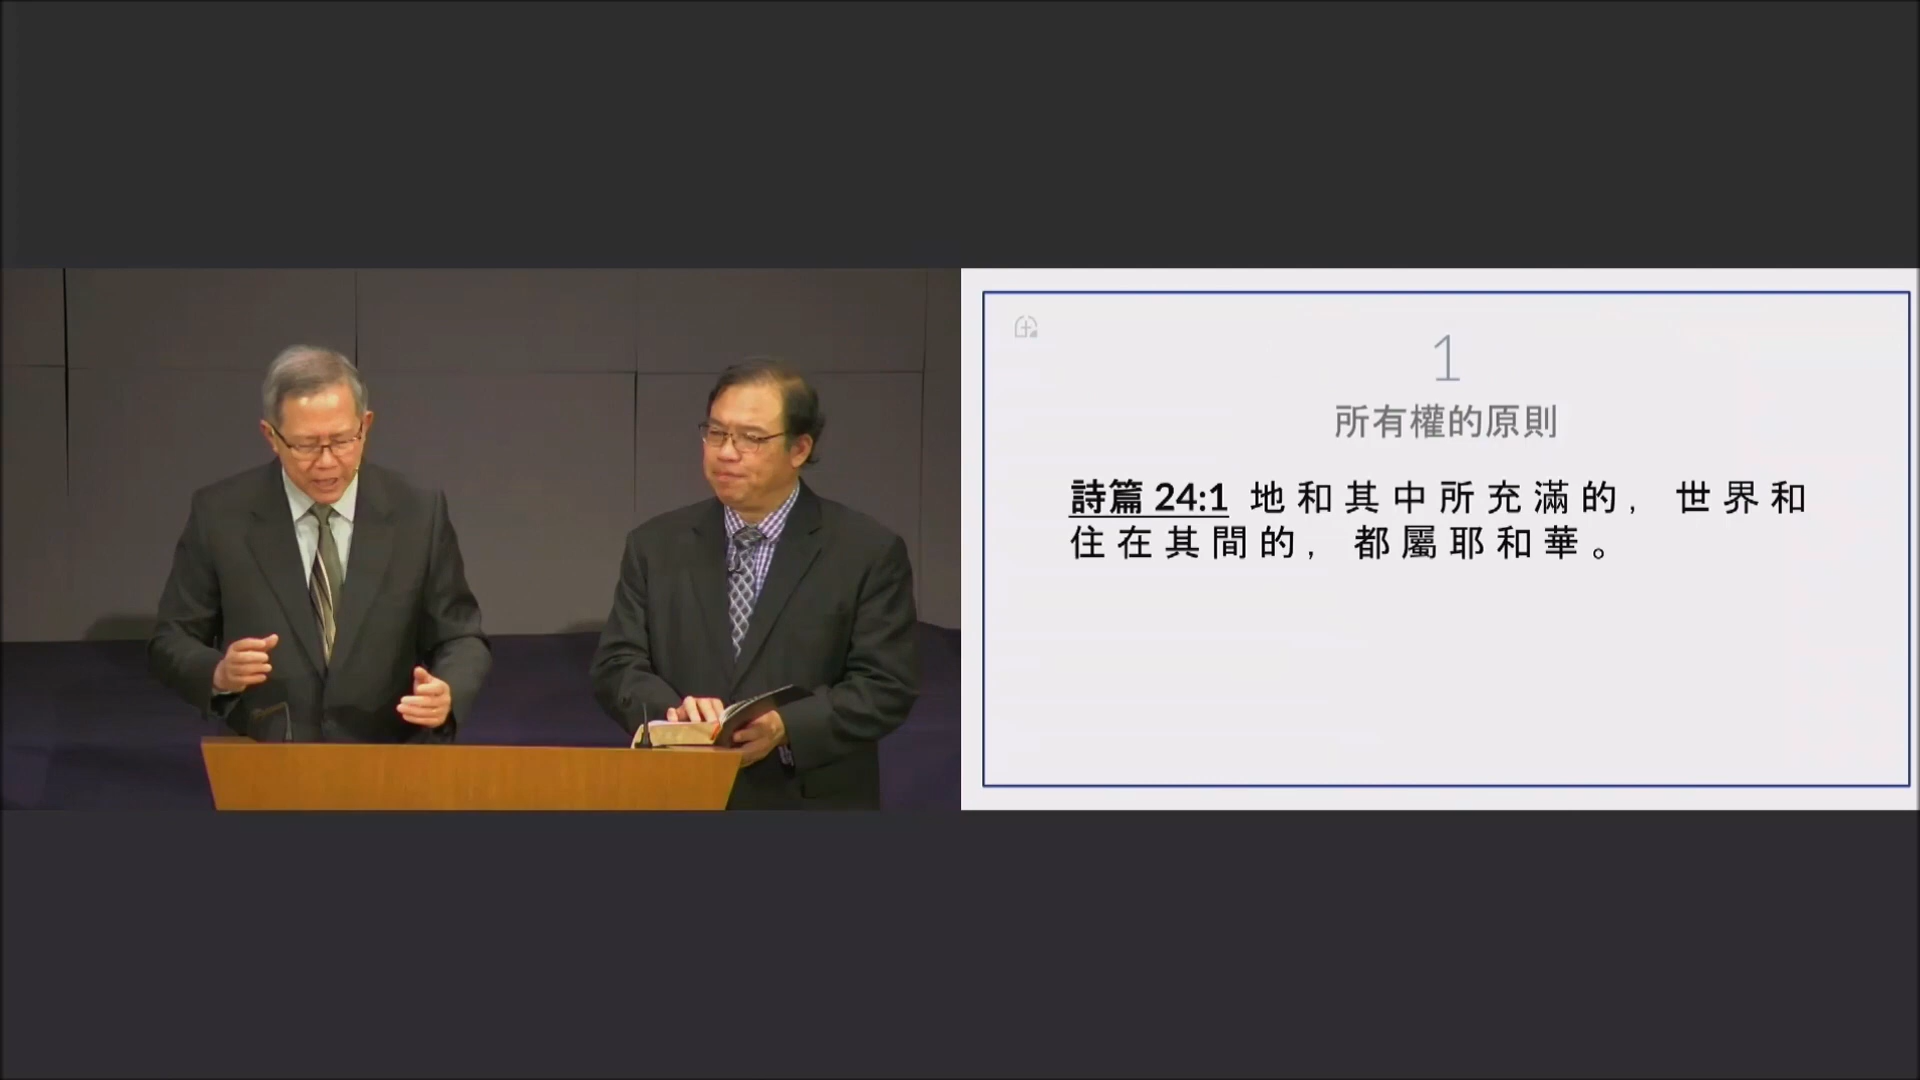 1
所有權的原則
詩篇 24:1 地和其中所充滿的, 世界和
住在其間的, 都屬耶和華。